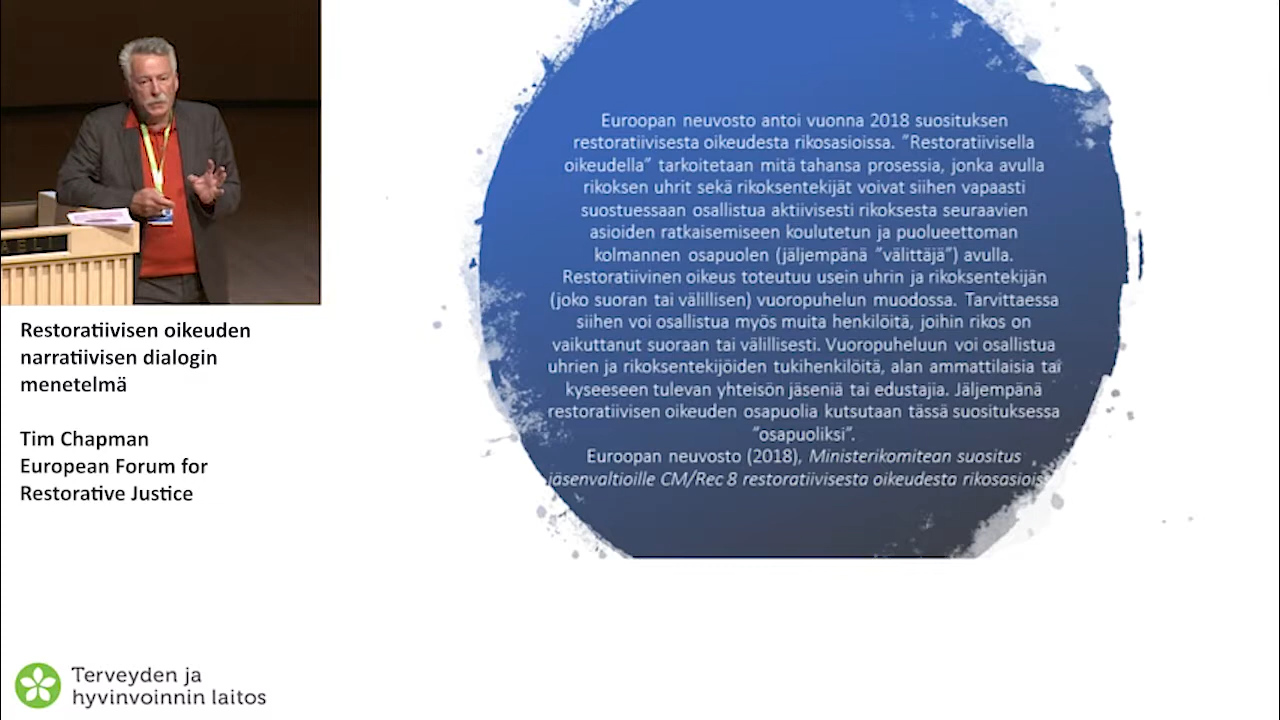 Restoratiivisen oikeuden
narratiivisen dialogin
menetelmä
Tim Chapman
European Forum for
Restorative Justice
Terveyden ja
hyvinvoinnin laitos
Euroopan neuvosto antoi vuonna 2018 suosituksen
restoratiivisesta oikeudesta rikosasioissa. ”Restoratiivisella
oikeudella” tarkoitetaan mitä tahansa prosessia, jonka avulla
rikoksen uhrit sekä rikoksentekijät voivat siihen vapaasti
suostuessaan osallistua aktiivisesti rikoksesta seuraavien
asioiden ratkaisemiseen koulutetun ja puolueettoman
kolmannen osapuolen (jäljempänä ”välittäjä”) avulla.
Restoratiivinen oikeus toteutuu usein uhrin ja rikoksentekijän
(joko suoran tai välillisen) vuoropuhelun muodossa. Tarvittaessa
siihen voi osallistua myös muita henkilöitä, joihin rikos on
vaikuttanut suoraan tai välillisesti. Vuoropuheluun voi osallistua
uhrien ja rikoksentekijöiden tukihenkilöitä, alan ammattilaisia tai
kyseeseen tulevan yhteisön jäseniä tai edustajia. Jäljempänä
restoratiivisen oikeuden osapuolia kutsutaan tässä suosituksessa
”osapuoliksi”.
Euroopan neuvosto (2018), Ministerikomitean suositus
jäsenvaltioille CM/Rec 8 restoratiivisesta oikeudesta